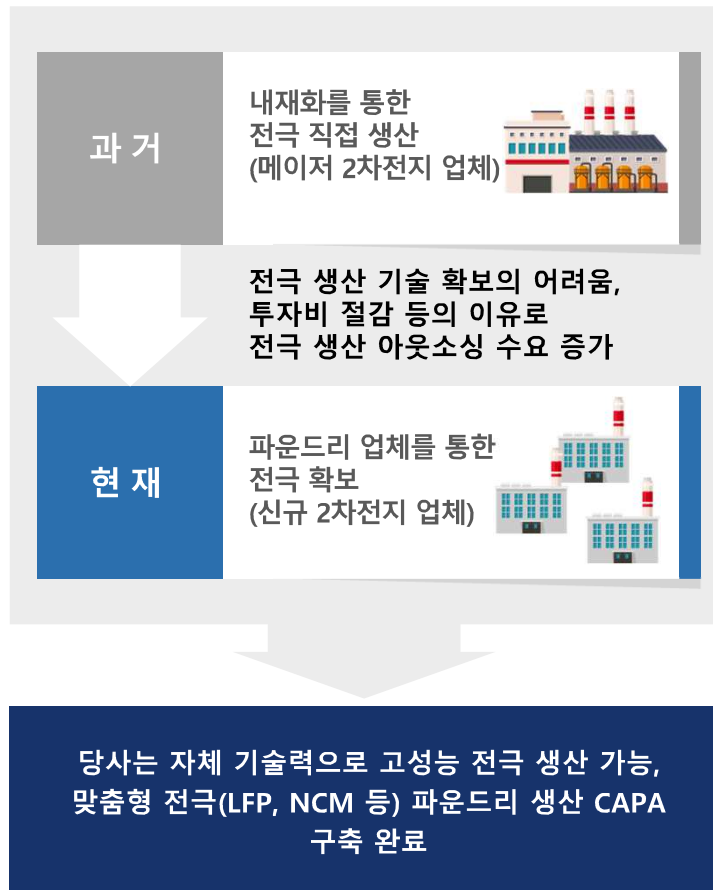 과 거
내재화를 통한
전극 직접 생산
(메이저 2차전지 업체)
전극 생산 기술 확보의 어려움,
투자비 절감 등의 이유로
전극 생산 아웃소싱 수요 증가
현 재
파운드리 업체를 통한
전극 확보
(신규 2차전지 업체)
당사는 자체 기술력으로 고성능 전극 생산 가능,
맞춤형 전극(LFP, NCM 등) 파운드리 생산 CAPA
구축 완료